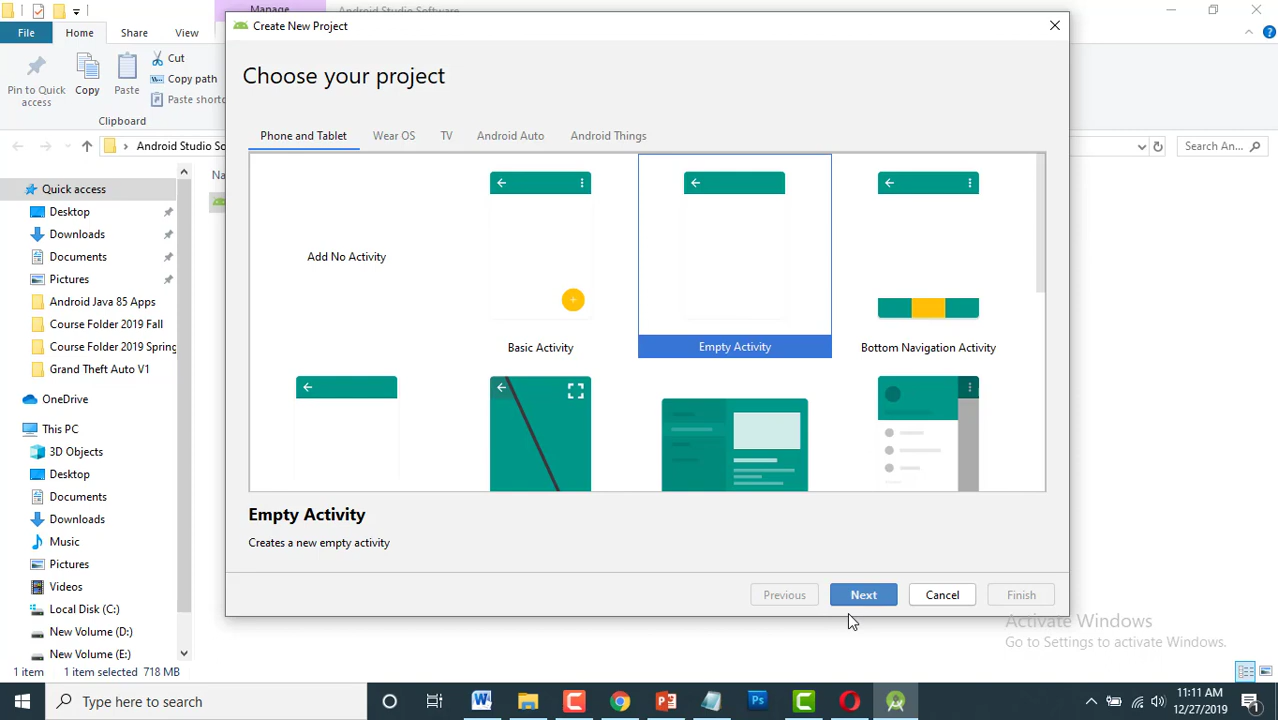 Manage
Android Studio Software
Create New Project
File
Home
Share
View
Choose your project
Cut
Copy path
Paste shortc
Pin to Quick
access
Copy
Paste
Clipboard
Phone and Tablet
Wear OS
TV
Android Auto
Android Things
Android Studio So
Search An...
Na
Quick access
Desktop
Downloads
Documents
Pictures
Android Java 85 Apps
Course Folder 2019 Fall
Course Folder 2019 Spring
Grand Theft Auto V1
OneDrive
This PC
3D Objects
Desktop
Documents
Downloads
Music
Pictures
Videos
Local Disk (C:)
New Volume (D:)
New Volume (E:)
Add No Activity
Basic Activity
Empty Activity
Bottom Navigation Activity
Empty Activity
Creates a new empty activity
Previous
Next
Cancel
Finish
Activate Windows
Go to Settings to activate Windows.
1 item
1 item selected 718 MB
Type here to search
11:11 AM
12/27/2019